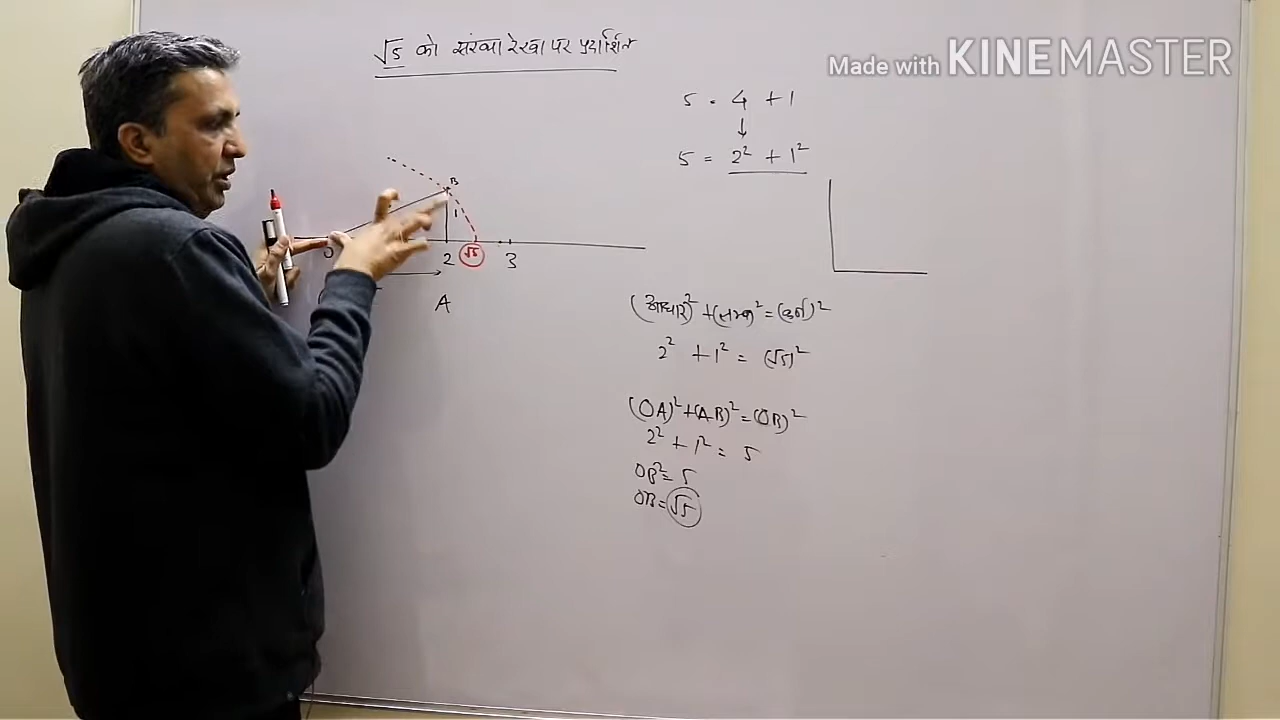 √5 को संख्या रेखा पर प्रदर्शित
Made with KINEMASTER
5 = 4 + 1
↓
5 = 2² + 1²
B
1
0 2 √5 3
A
(आधार)² + (लम्ब)² = (कर्ण)²
2² + 1² = (√5)²
(OA)² + (AB)² = (OB)²
2² + 1² = 5
OB² = 5
OB = √5